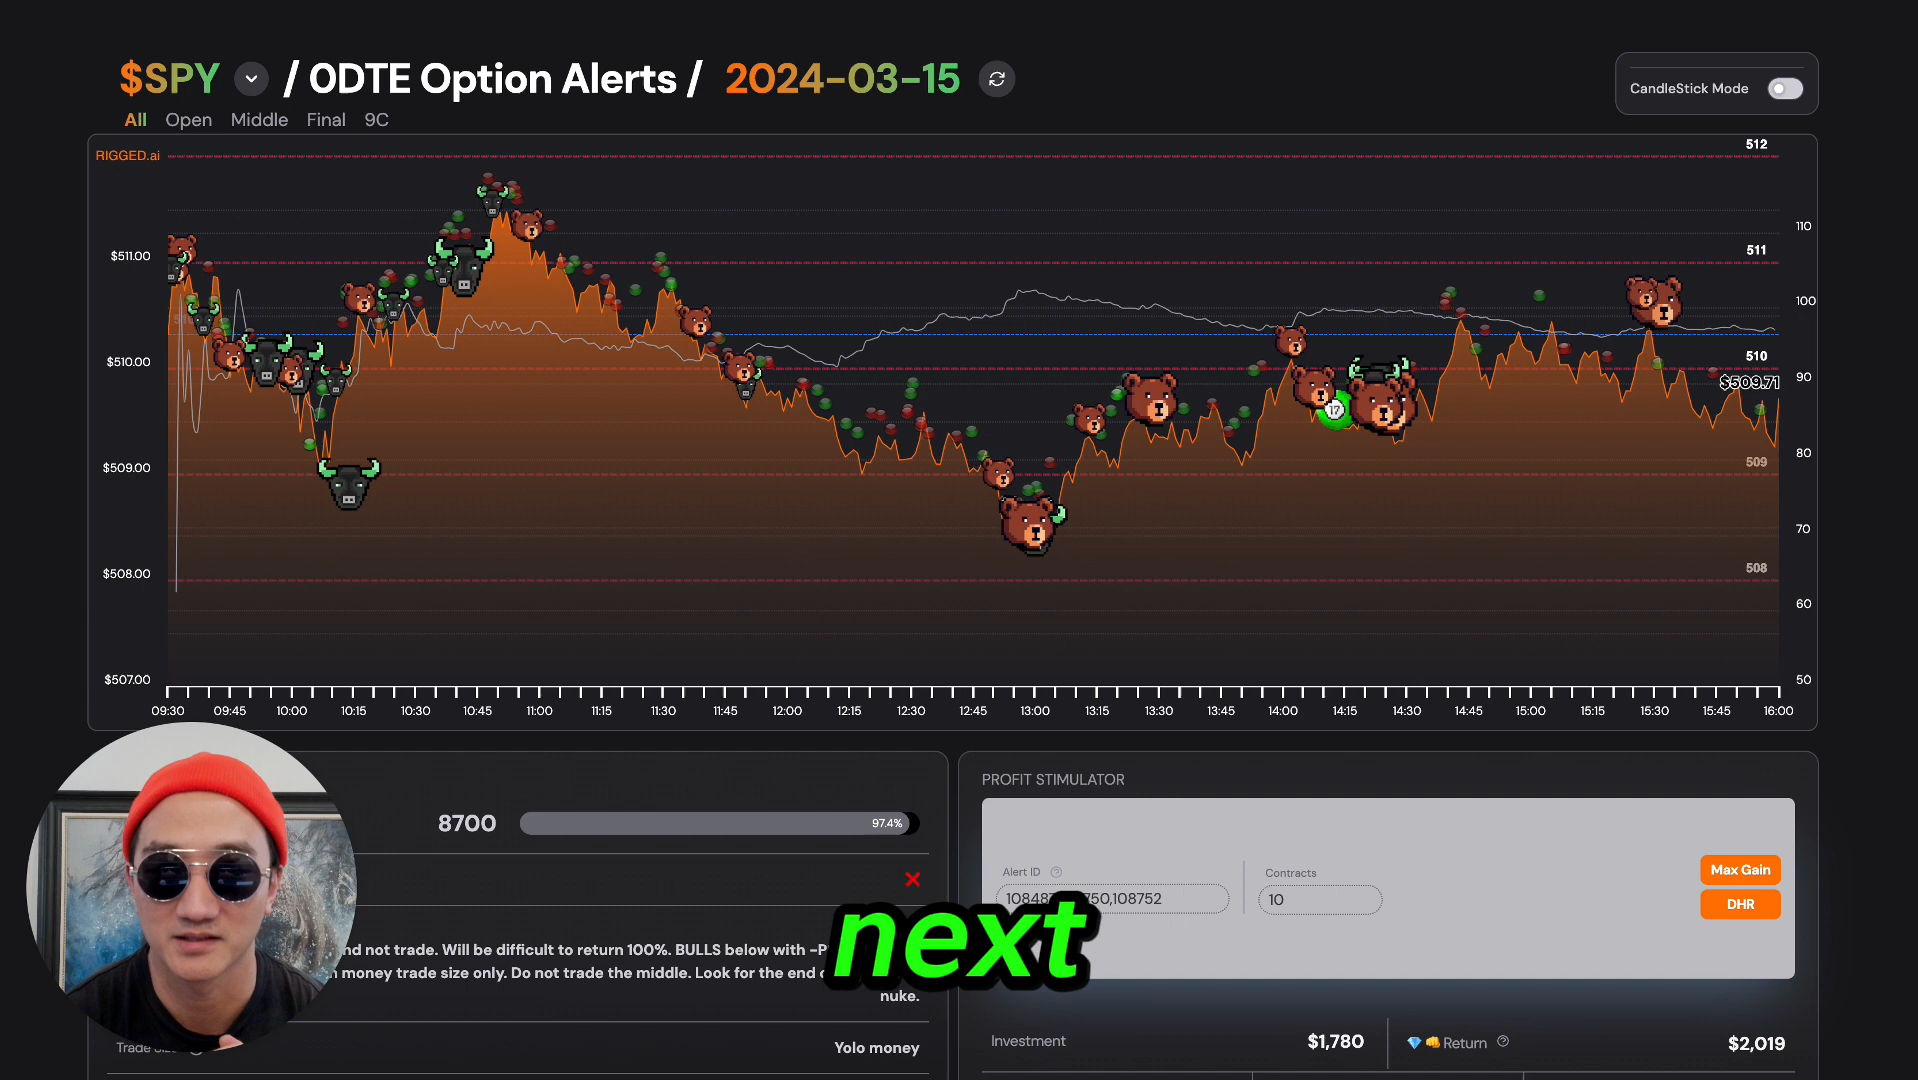 $SPY / 0DTE Option Alerts / 2024-03-15
CandleStick Mode
All Open Middle Final 9C
RIGGED.ai
512
511
510
$509.71
509
508
$511.00
$510.00
$509.00
$508.00
$507.00
110
100
90
80
70
60
50
17
09:30 09:45 10:00 10:15 10:30 10:45 11:00 11:15 11:30 11:45 12:00 12:15 12:30 12:45 13:00 13:15 13:30 13:45 14:00 14:15 14:30 14:45 15:00 15:15 15:30 15:45 16:00
8700 97.4%
nd not trade. Will be difficult to return 100%. BULLS below with -P
money trade size only. Do not trade the middle. Look for the end
nuke.
Yolo money
PROFIT STIMULATOR
Alert ID
Contracts
10
Max Gain
DHR
next
Investment $1,780
Return $2,019